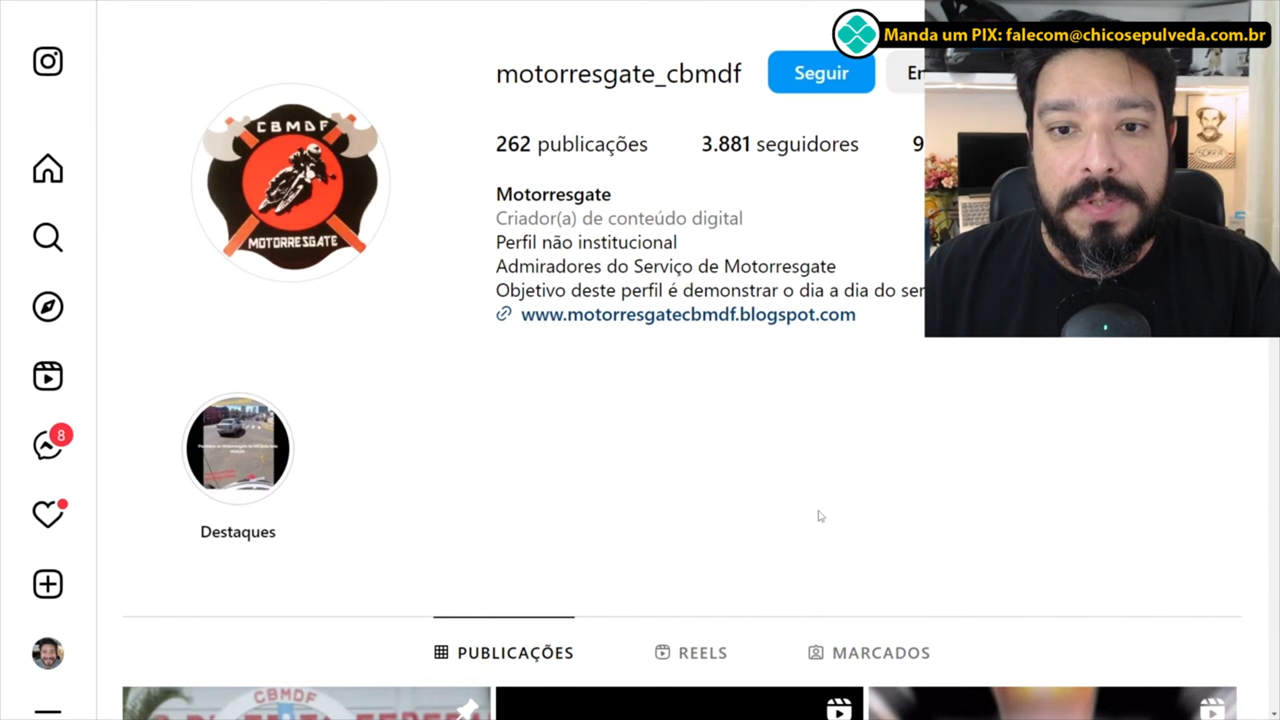 Manda um PIX: falecom@chicosepulveda.com.br
motorresgate_cbmdf
Seguir
En
262 publicações
3.881 seguidores
9
CBMDF
MOTORRESGATE
Motorresgate
Criador(a) de conteúdo digital
Perfil não institucional
Admiradores do Serviço de Motorresgate
Objetivo deste perfil é demonstrar o dia a dia do ser
www.motorresgatecbmdf.blogspot.com
8
Destaques
PUBLICAÇÕES
REELS
MARCADOS
CBMDF